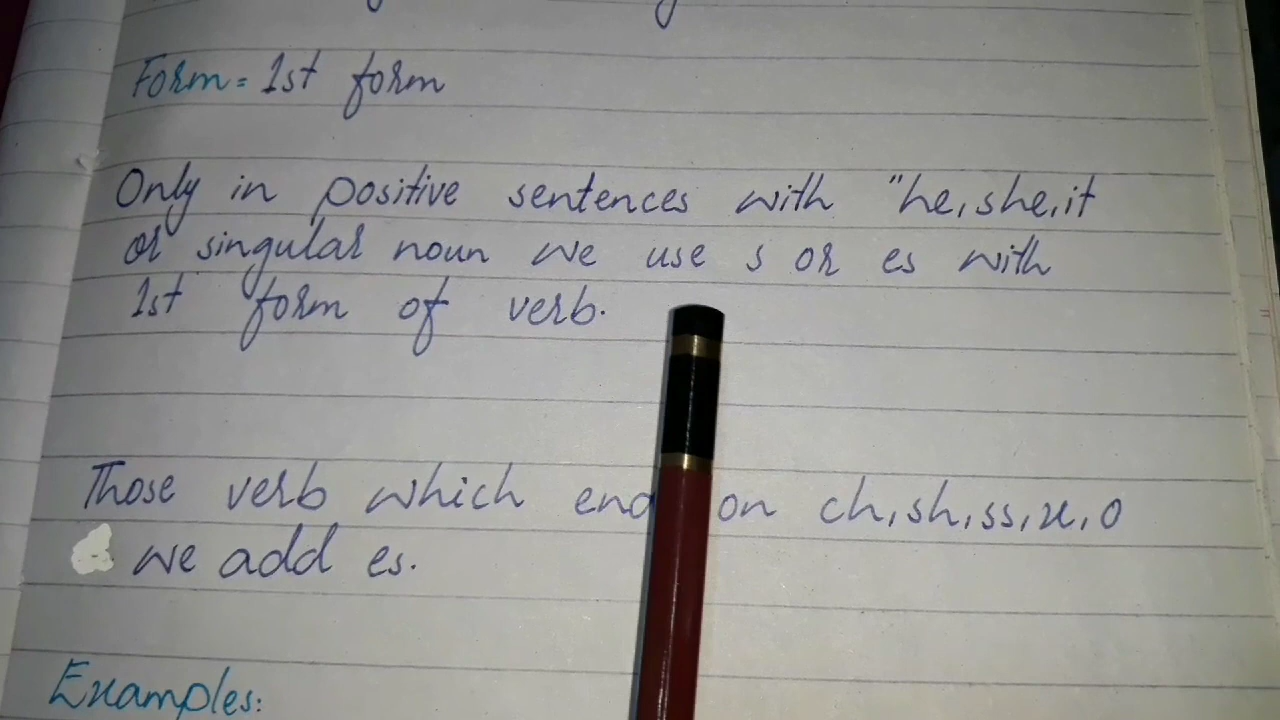 Form = 1st form
Only in positive sentences with "he, she, it
or singular noun we use s or es with
1st form of verb.
Those verb which end on ch, sh, ss, x, o
we add es.
Examples: